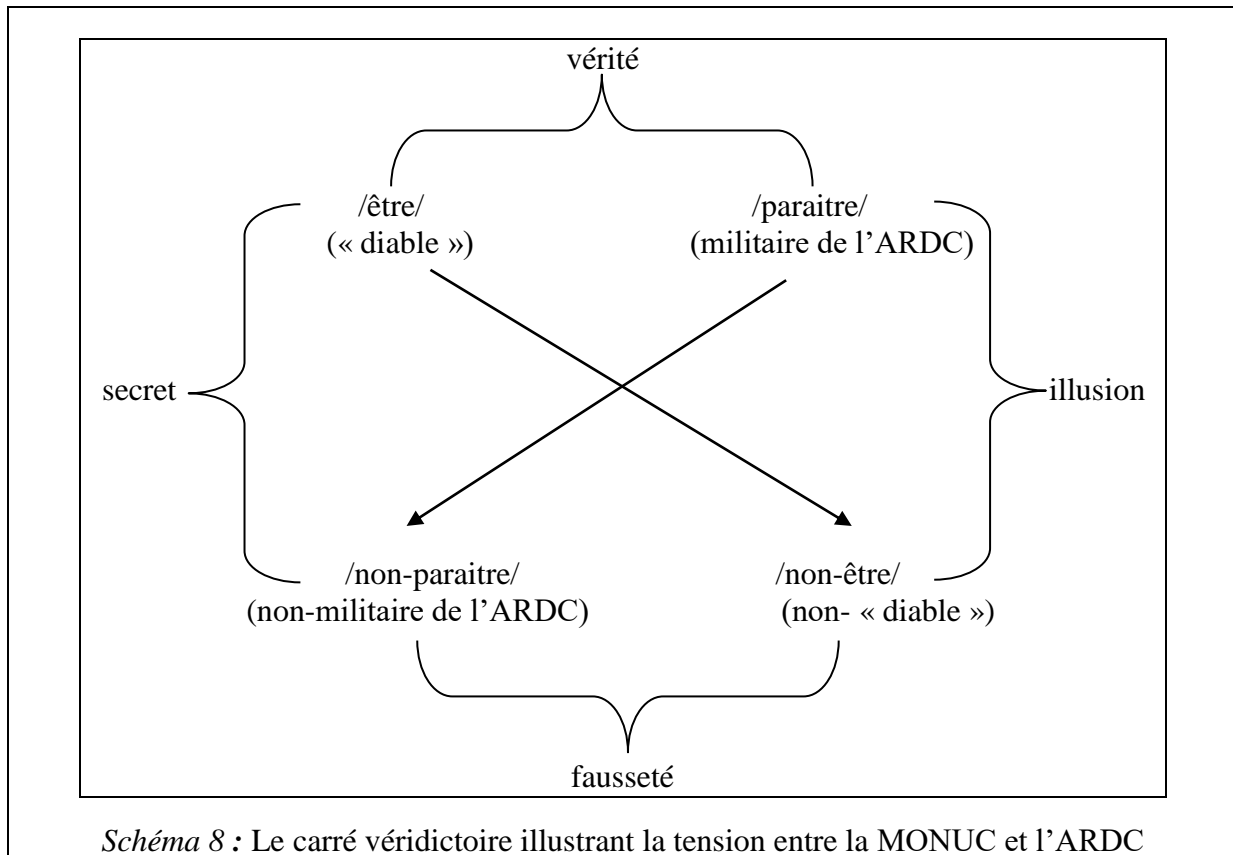 vérité
/être/ /paraitre/
(« diable ») (militaire de l’ARDC)
secret illusion
/non-paraitre/ /non-être/
(non-militaire de l’ARDC) (non- « diable »)
fausseté
Schéma 8 : Le carré véridictoire illustrant la tension entre la MONUC et l’ARDC